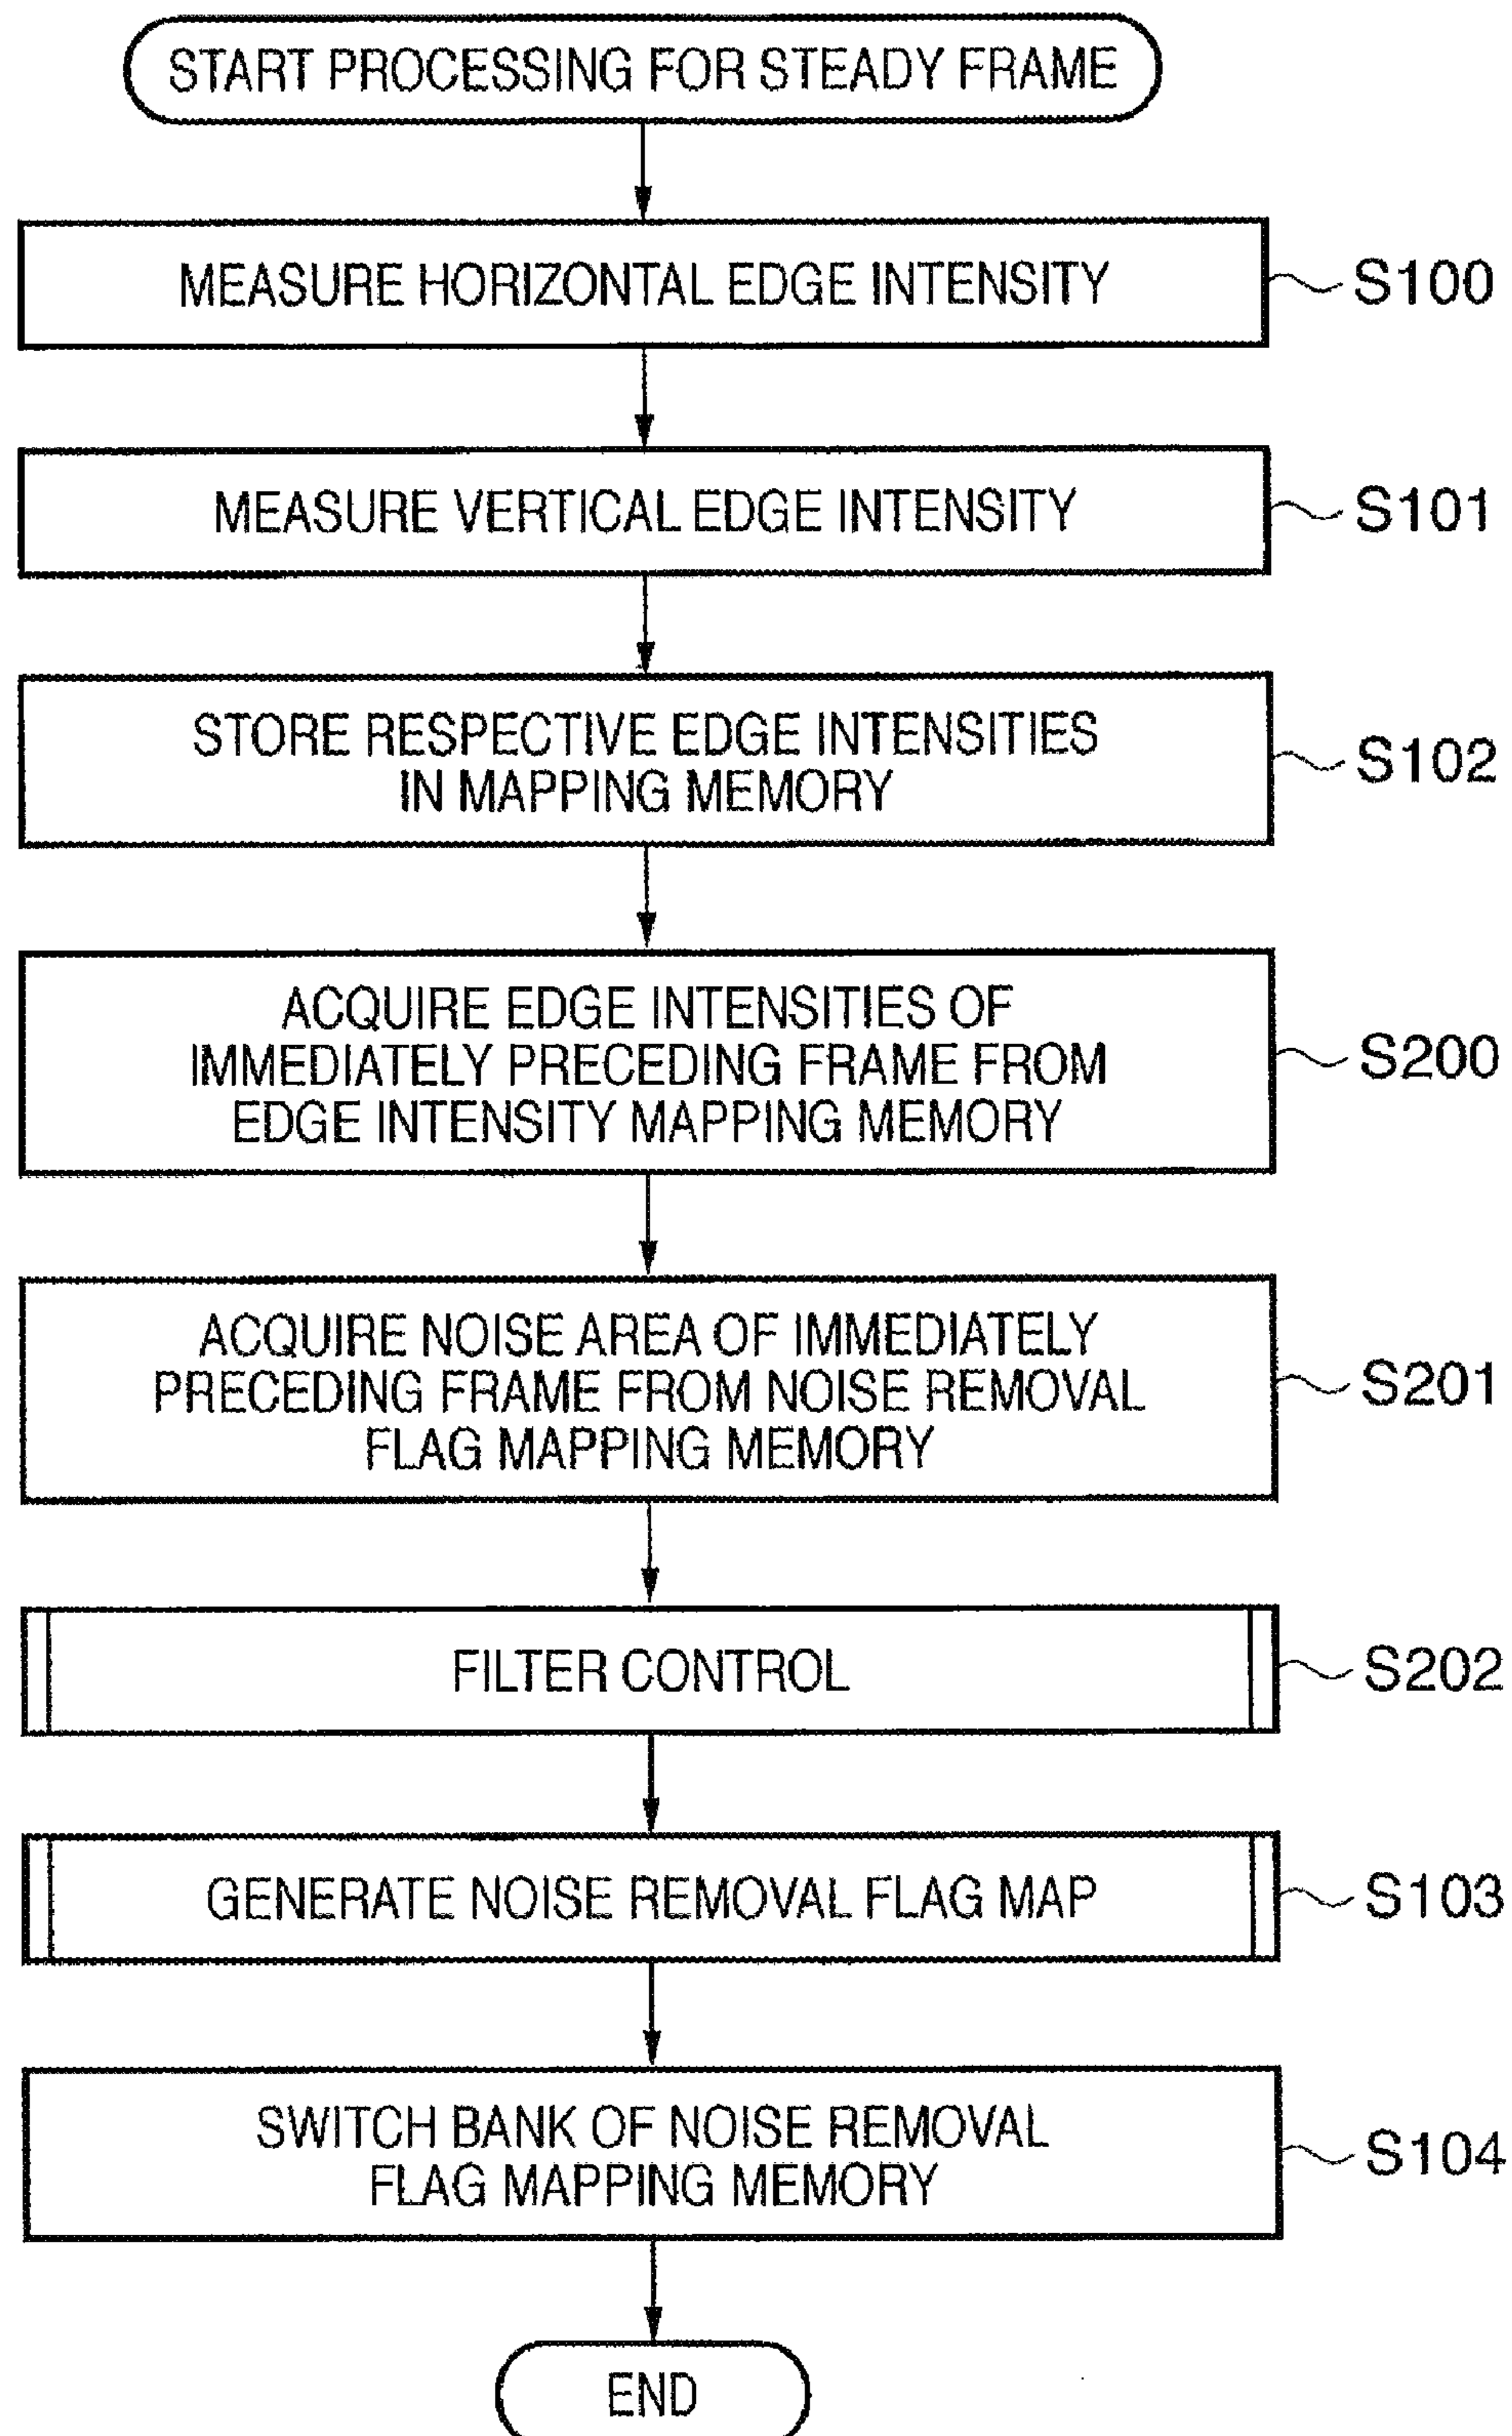 START PROCESSING FOR STEADY FRAME
MEASURE HORIZONTAL EDGE INTENSITY
S100
MEASURE VERTICAL EDGE INTENSITY
S101
STORE RESPECTIVE EDGE INTENSITIES
IN MAPPING MEMORY
S102
ACQUIRE EDGE INTENSITIES OF
IMMEDIATELY PRECEDING FRAME FROM
EDGE INTENSITY MAPPING MEMORY
S200
ACQUIRE NOISE AREA OF IMMEDIATELY
PRECEDING FRAME FROM NOISE REMOVAL
FLAG MAPPING MEMORY
S201
FILTER CONTROL
S202
GENERATE NOISE REMOVAL FLAG MAP
S103
SWITCH BANK OF NOISE REMOVAL
FLAG MAPPING MEMORY
S104
END